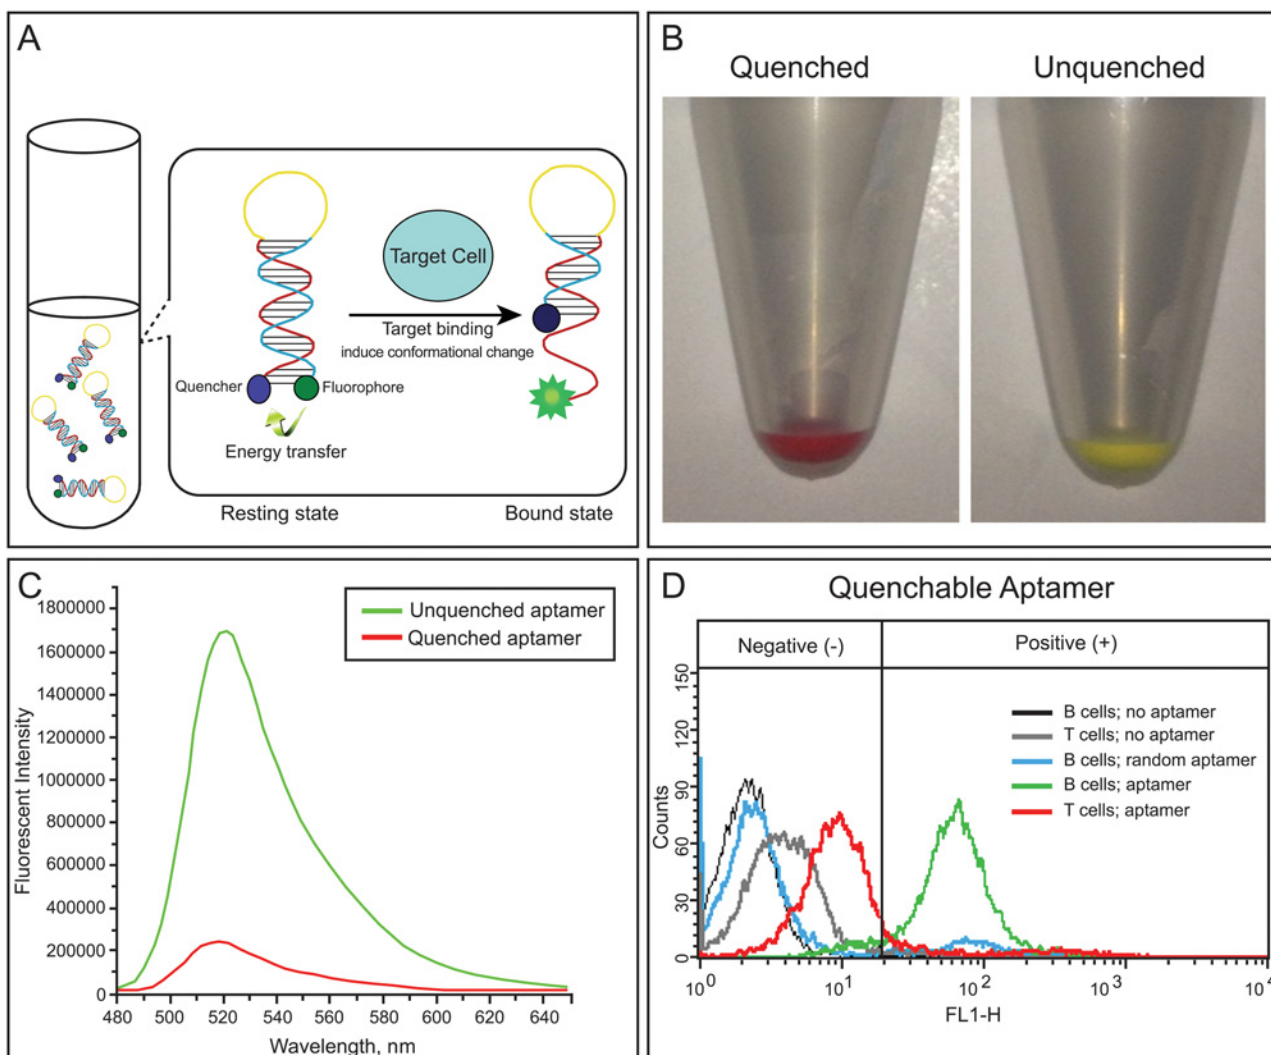 A
Target Cell
Target binding
induce conformational change
Quencher
Fluorophore
Energy transfer
Resting state
Bound state
B
Quenched
Unquenched
C
Unquenched aptamer
Quenched aptamer
Fluorescent Intensity
1800000
1600000
1400000
1200000
1000000
800000
600000
400000
200000
0
480 500 520 540 560 580 600 620 640
Wavelength, nm
D
Quenchable Aptamer
Negative (-)
Positive (+)
B cells; no aptamer
T cells; no aptamer
B cells; random aptamer
B cells; aptamer
T cells; aptamer
Counts
150
120
90
60
30
0
10⁰ 10¹ 10² 10³ 10⁴
FL1-H